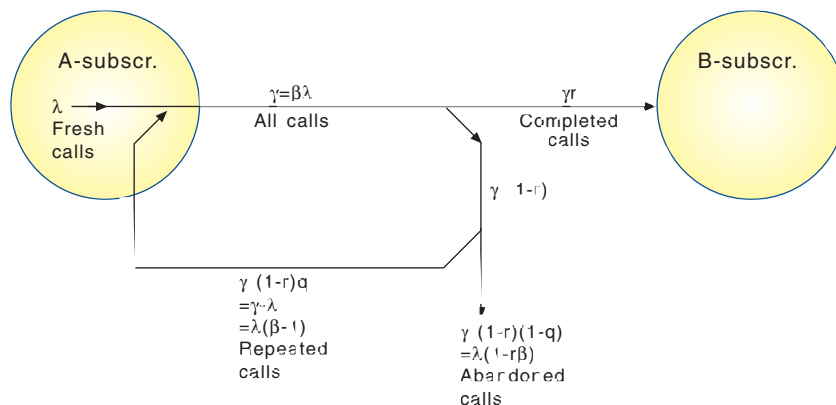 A-subscr.
B-subscr.
λ
Fresh
calls
γ=βλ
All calls
γr
Completed
calls
γ 1-r)
γ (1-r)q
=γ-λ
=λ(β-1)
Repeated
calls
γ (1-r)(1-q)
=λ(1-rβ)
Abandoned
calls